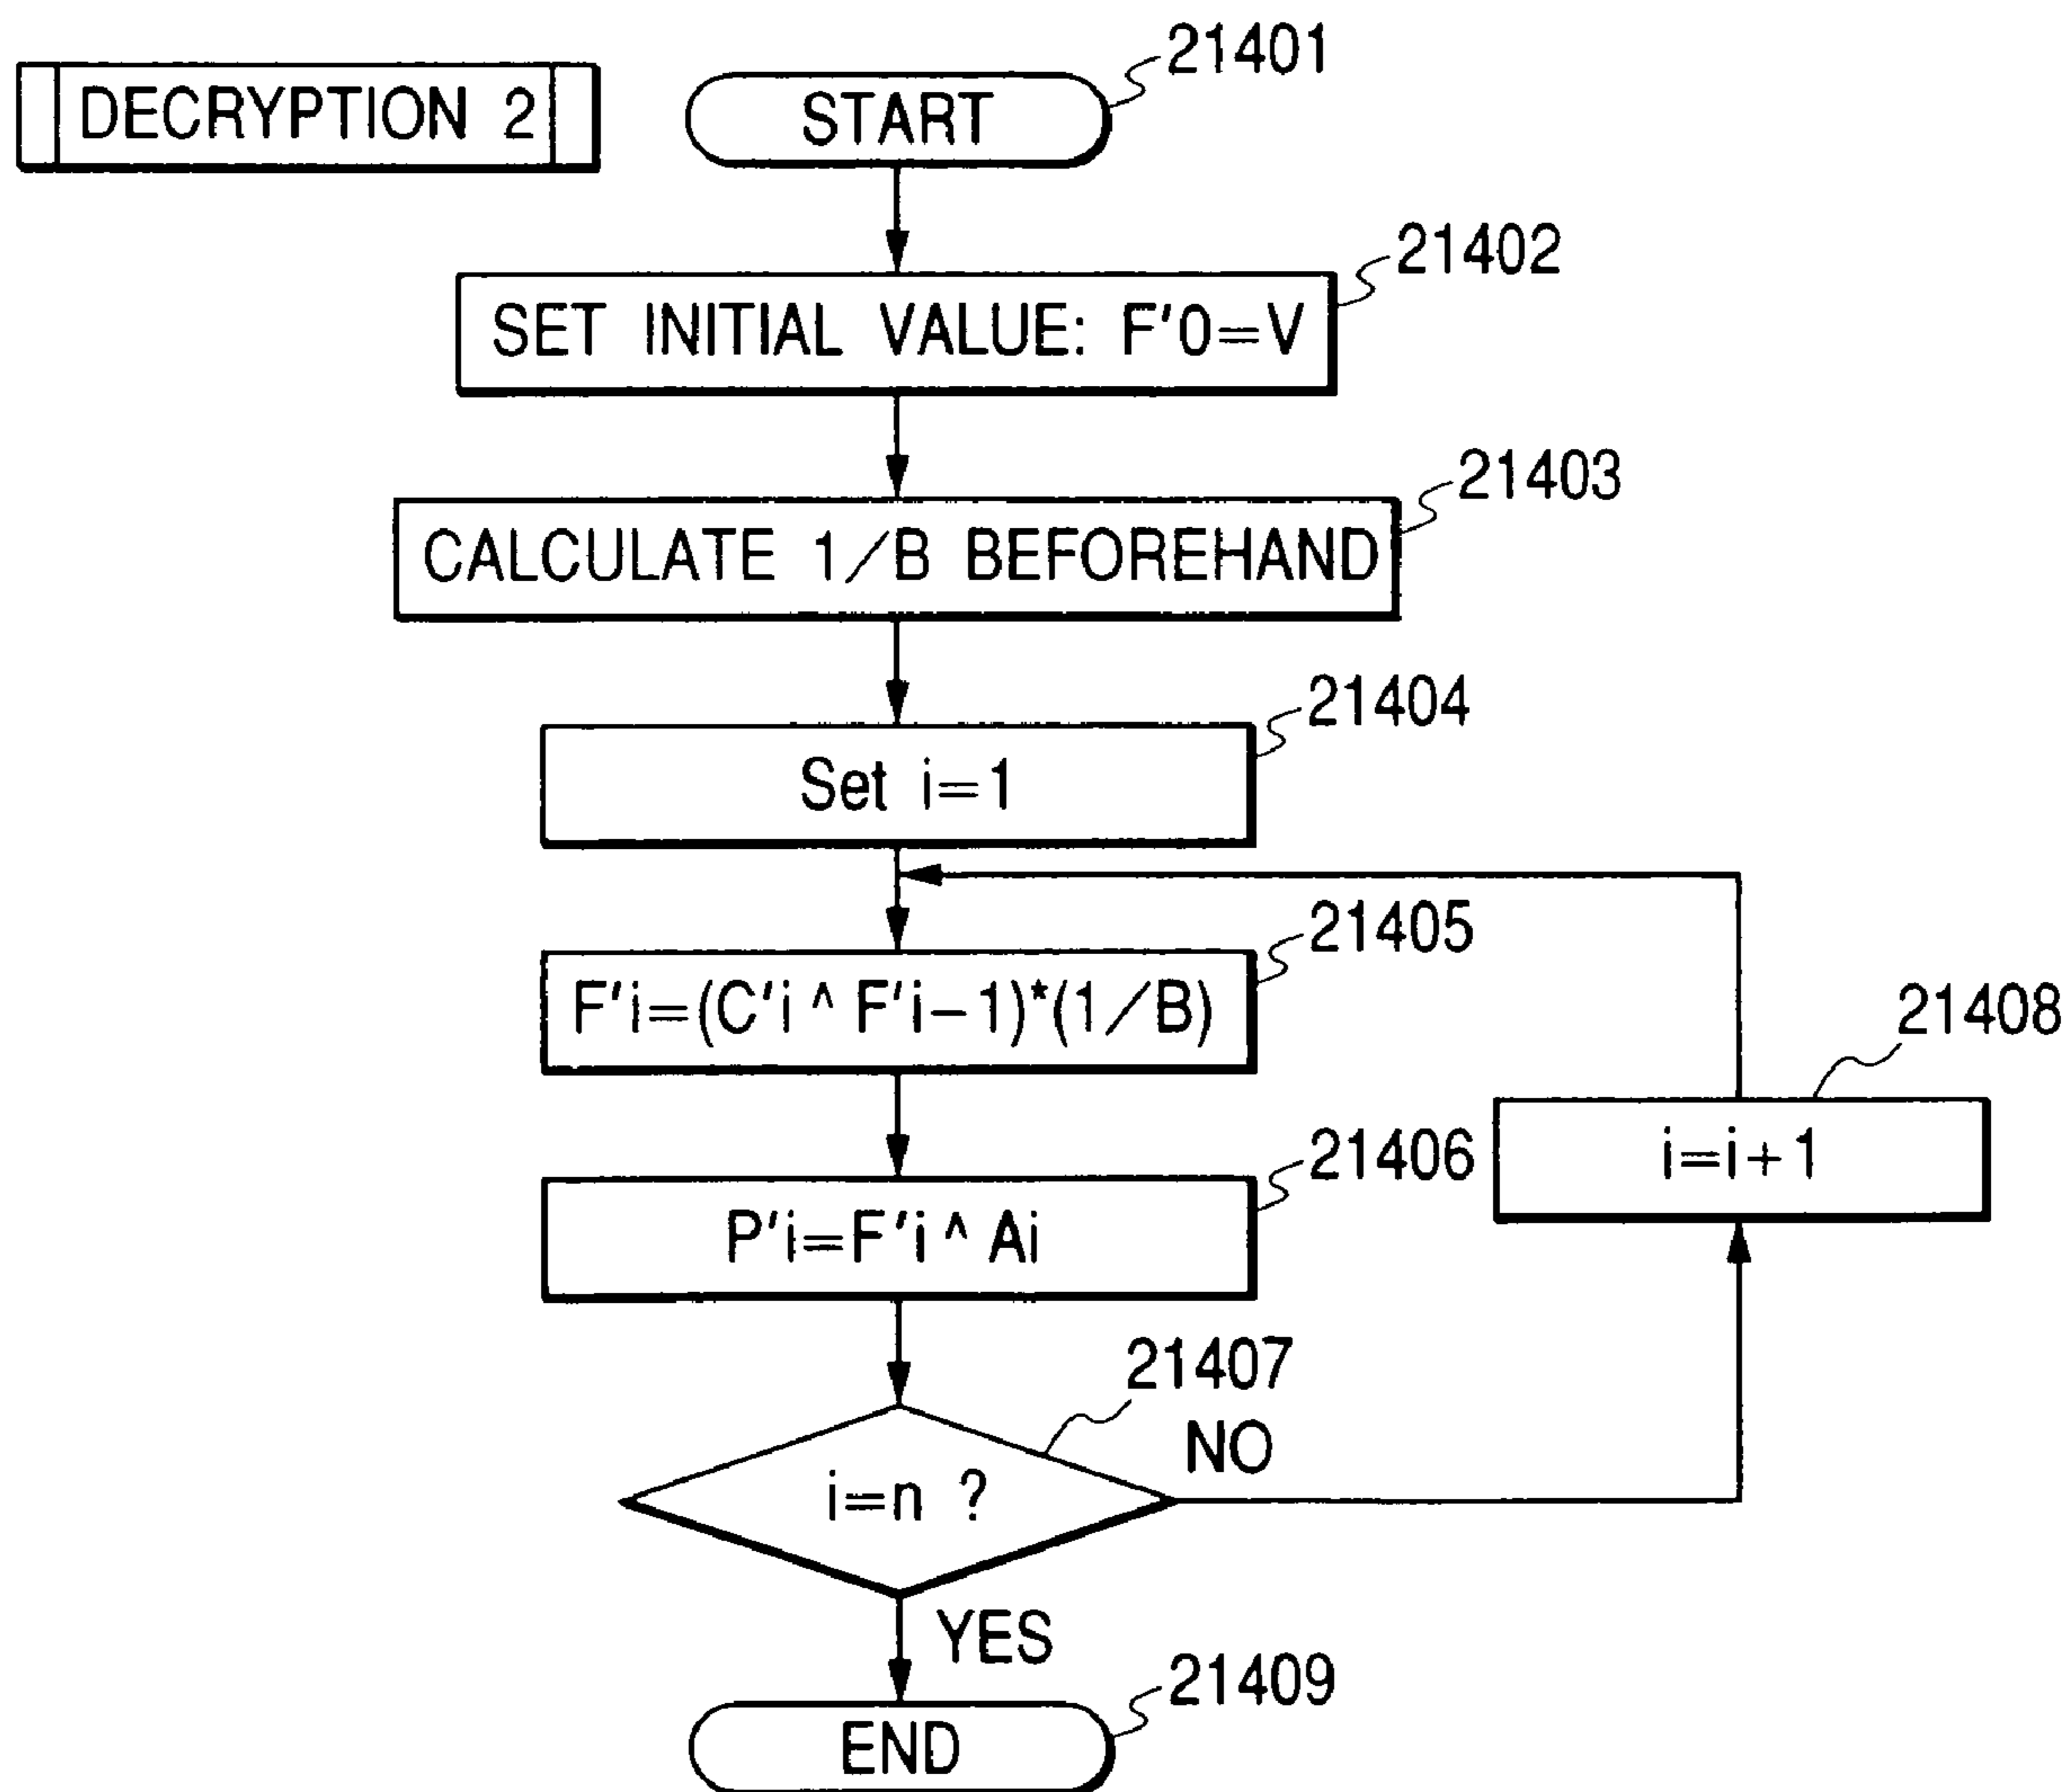 DECRYPTION 2
START
21401
SET INITIAL VALUE: F'0=V
21402
CALCULATE 1/B BEFOREHAND
21403
Set i=1
21404
F'i=(C'i ^ F'i-1)*(1/B)
21405
P'i=F'i ^ Ai
21406
i=i+1
21408
i=n ?
21407
NO
YES
END
21409